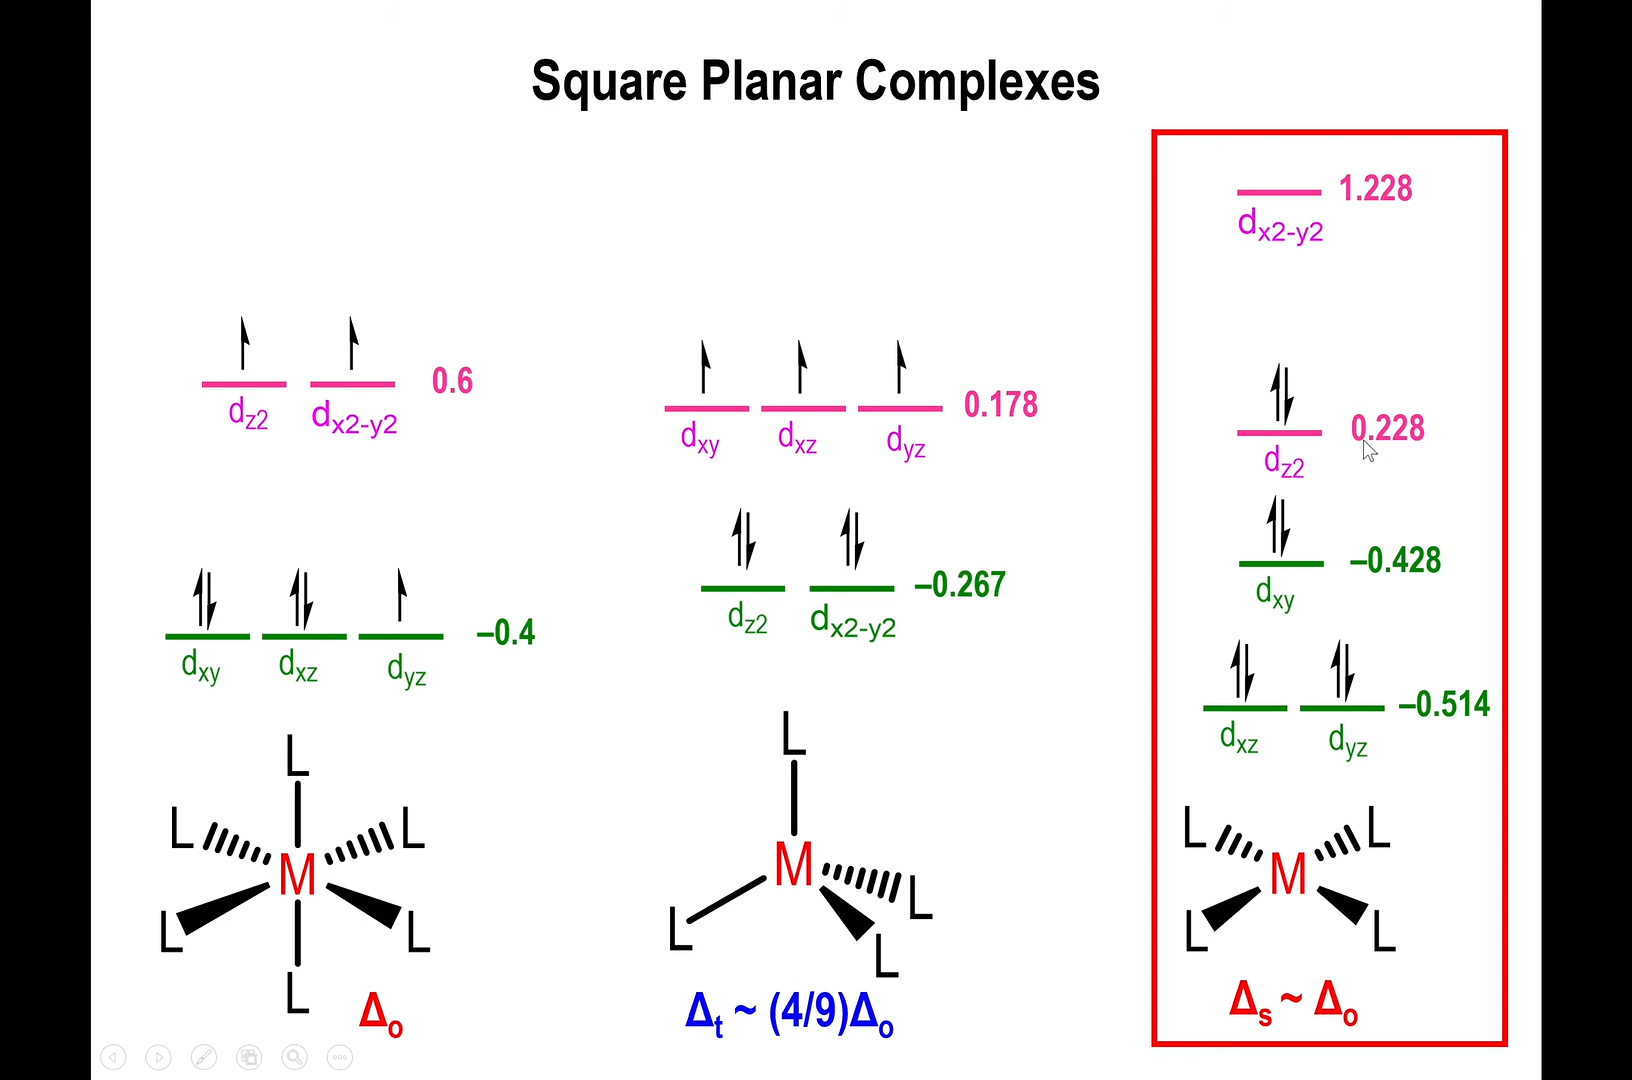 Square Planar Complexes
1.228
dx2-y2
0.6
dz2 dx2-y2
0.178
dxy dxz dyz
0.228
dz2
–0.267
dz2 dx2-y2
–0.428
dxy
–0.4
dxy dxz dyz
–0.514
dxz dyz
L
L L
M
L L
L
Δo
L
M
L L
L
Δt ~ (4/9)Δo
L L
M
L L
Δs ~ Δo